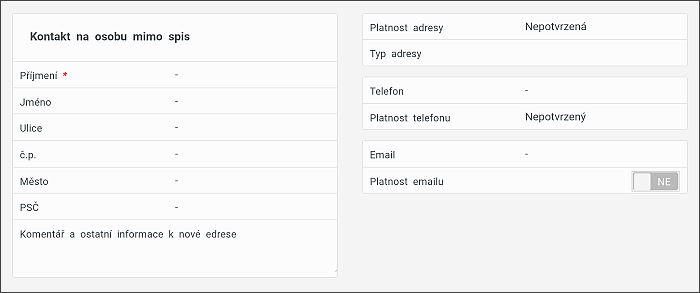 Kontakt na osobu mimo spis
Příjmení * -
Jméno -
Ulice -
č.p. -
Město -
PSČ -
Komentář a ostatní informace k nové edrese
Platnost adresy Nepotvrzená
Typ adresy
Telefon -
Platnost telefonu Nepotvrzený
Email -
Platnost emailu NE